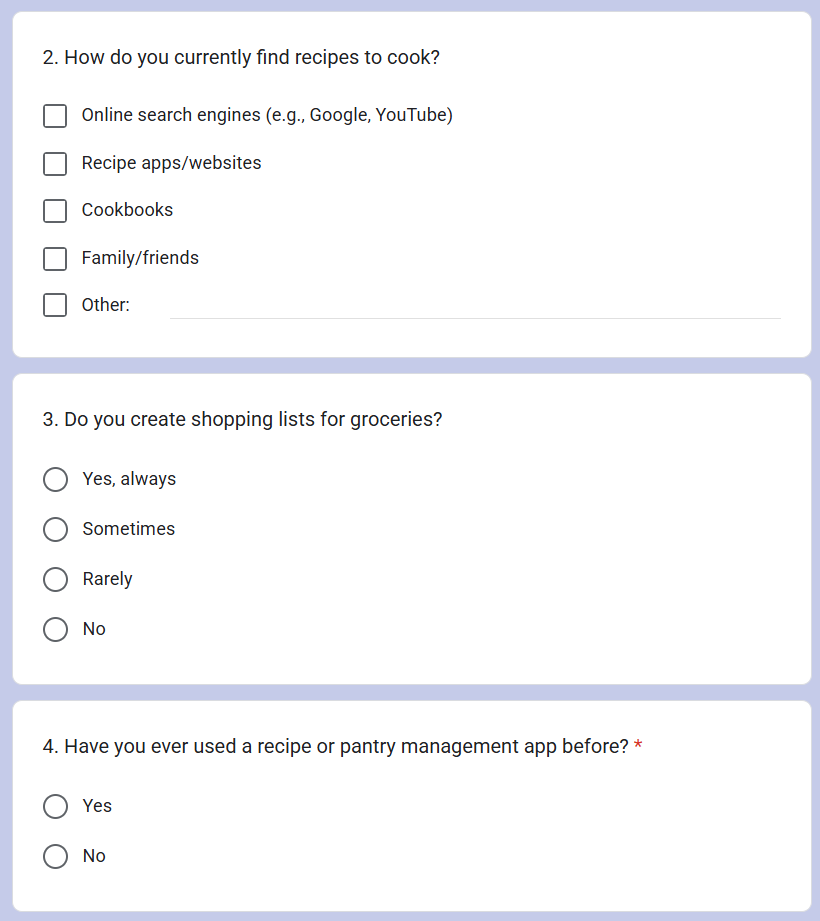 2. How do you currently find recipes to cook?
Online search engines (e.g., Google, YouTube)
Recipe apps/websites
Cookbooks
Family/friends
Other:
3. Do you create shopping lists for groceries?
Yes, always
Sometimes
Rarely
No
4. Have you ever used a recipe or pantry management app before? *
Yes
No